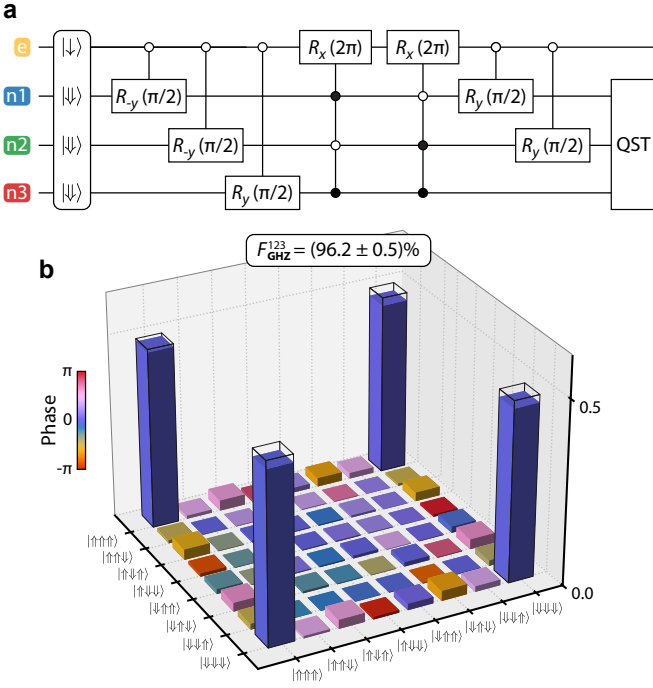 a
e |↓⟩ Rₓ(2π) Rₓ(2π)
n1 |⇓⟩ R₋y(π/2) Ry(π/2)
n2 |⇓⟩ R₋y(π/2) Ry(π/2) QST
n3 |⇓⟩ Ry(π/2)
F¹²³GHZ = (96.2 ± 0.5)%
b
π
0
-π
Phase
0.5
0.0
|⇑⇑⇑⟩
|⇑⇑⇓⟩
|⇑⇓⇑⟩
|⇑⇓⇓⟩
|⇓⇑⇑⟩
|⇓⇑⇓⟩
|⇓⇓⇑⟩
|⇓⇓⇓⟩
|⇑⇑⇑⟩
|⇑⇑⇓⟩
|⇑⇓⇑⟩
|⇑⇓⇓⟩
|⇓⇑⇑⟩
|⇓⇑⇓⟩
|⇓⇓⇑⟩
|⇓⇓⇓⟩